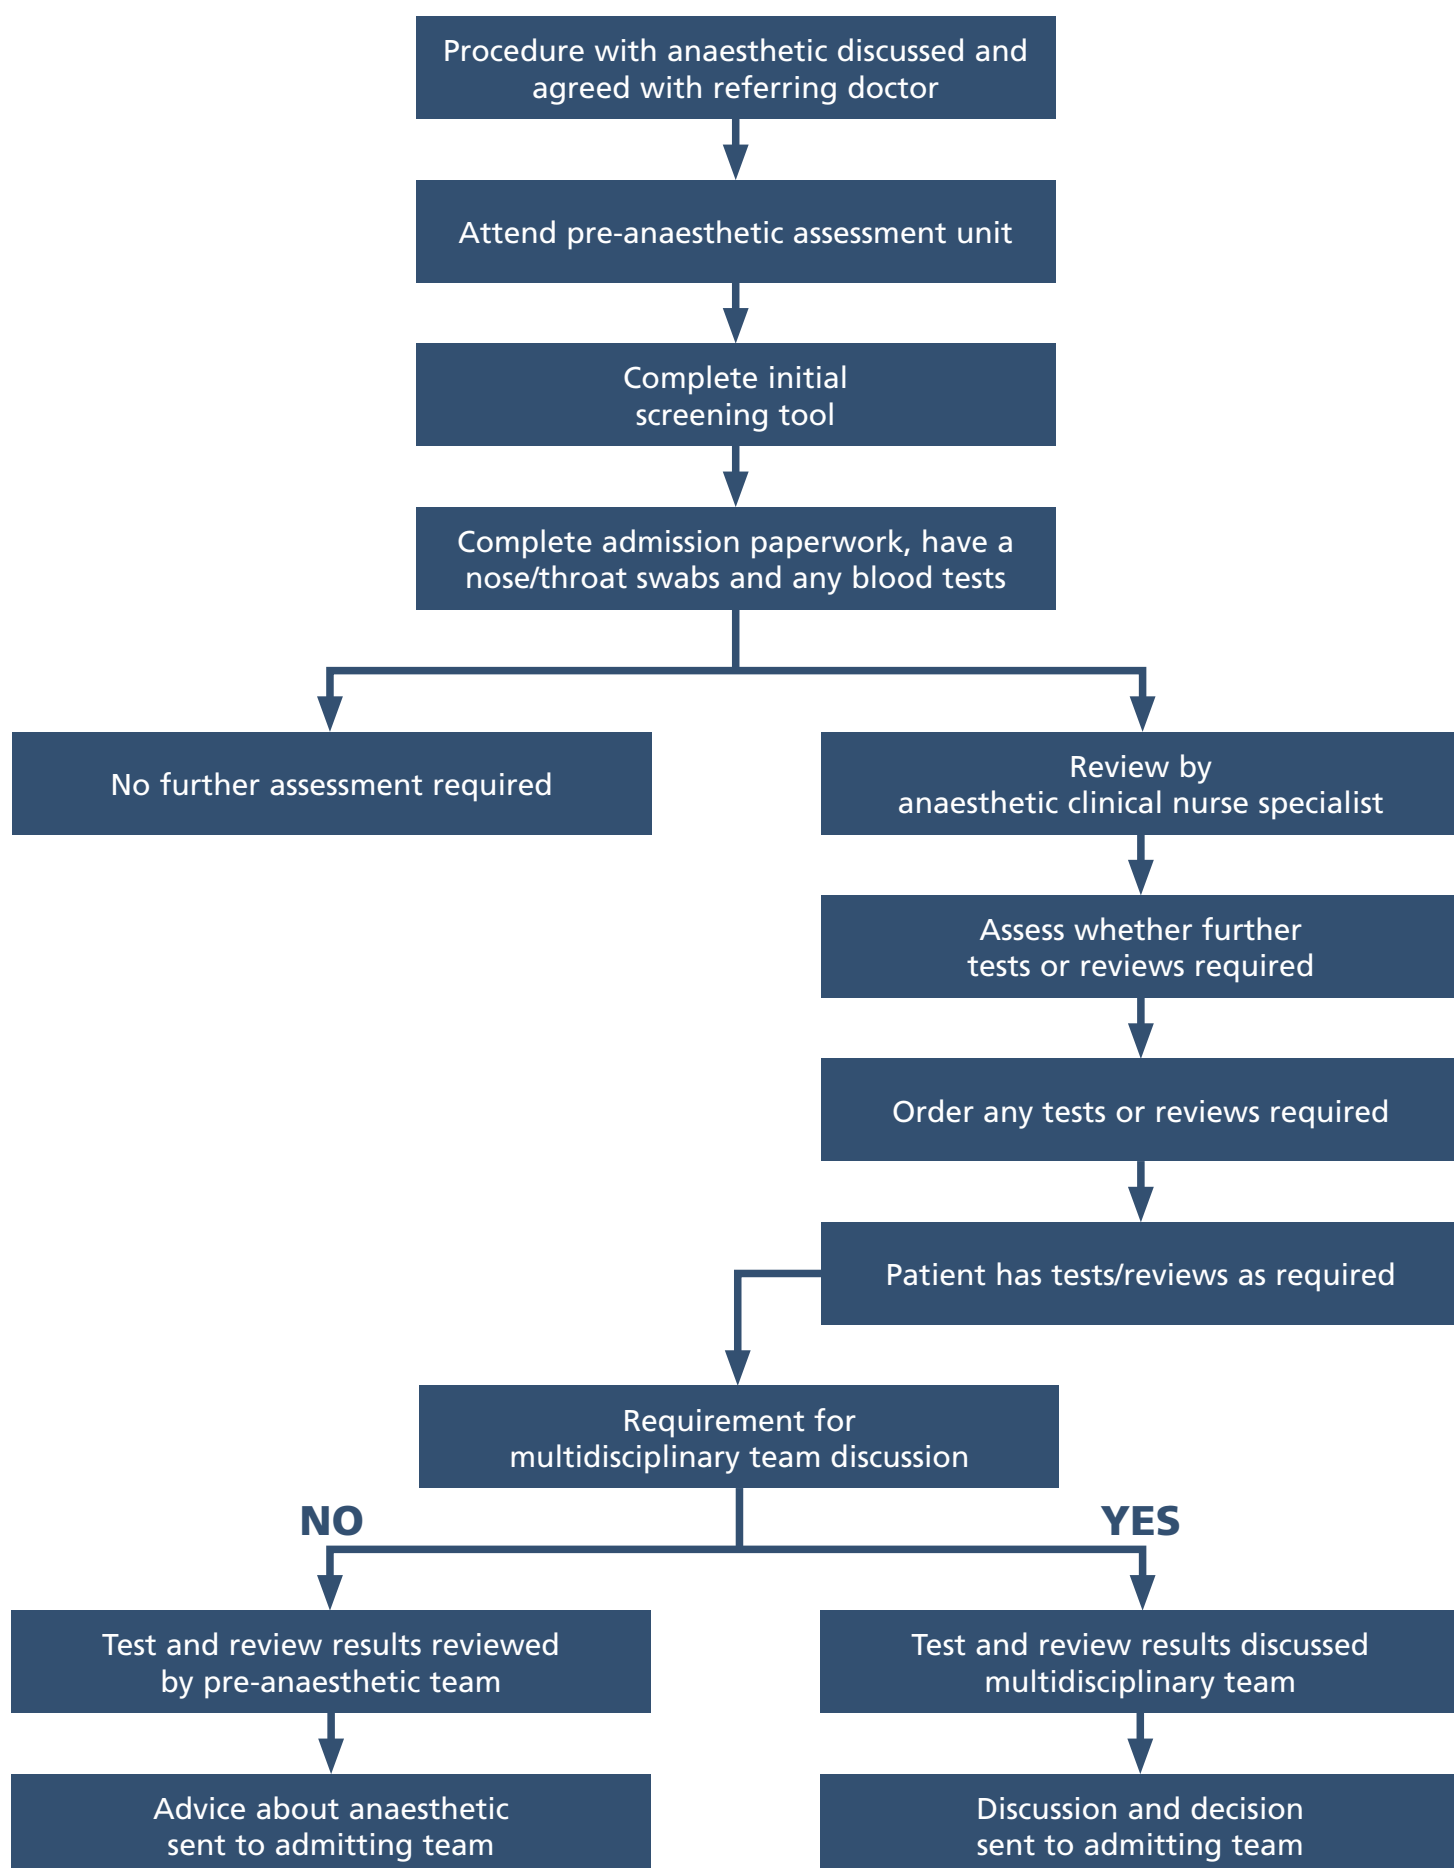 Procedure with anaesthetic discussed and
agreed with referring doctor
Attend pre-anaesthetic assessment unit
Complete initial
screening tool
Complete admission paperwork, have a
nose/throat swabs and any blood tests
No further assessment required
Review by
anaesthetic clinical nurse specialist
Assess whether further
tests or reviews required
Order any tests or reviews required
Patient has tests/reviews as required
Requirement for
multidisciplinary team discussion
NO
YES
Test and review results reviewed
by pre-anaesthetic team
Test and review results discussed
multidisciplinary team
Advice about anaesthetic
sent to admitting team
Discussion and decision
sent to admitting team